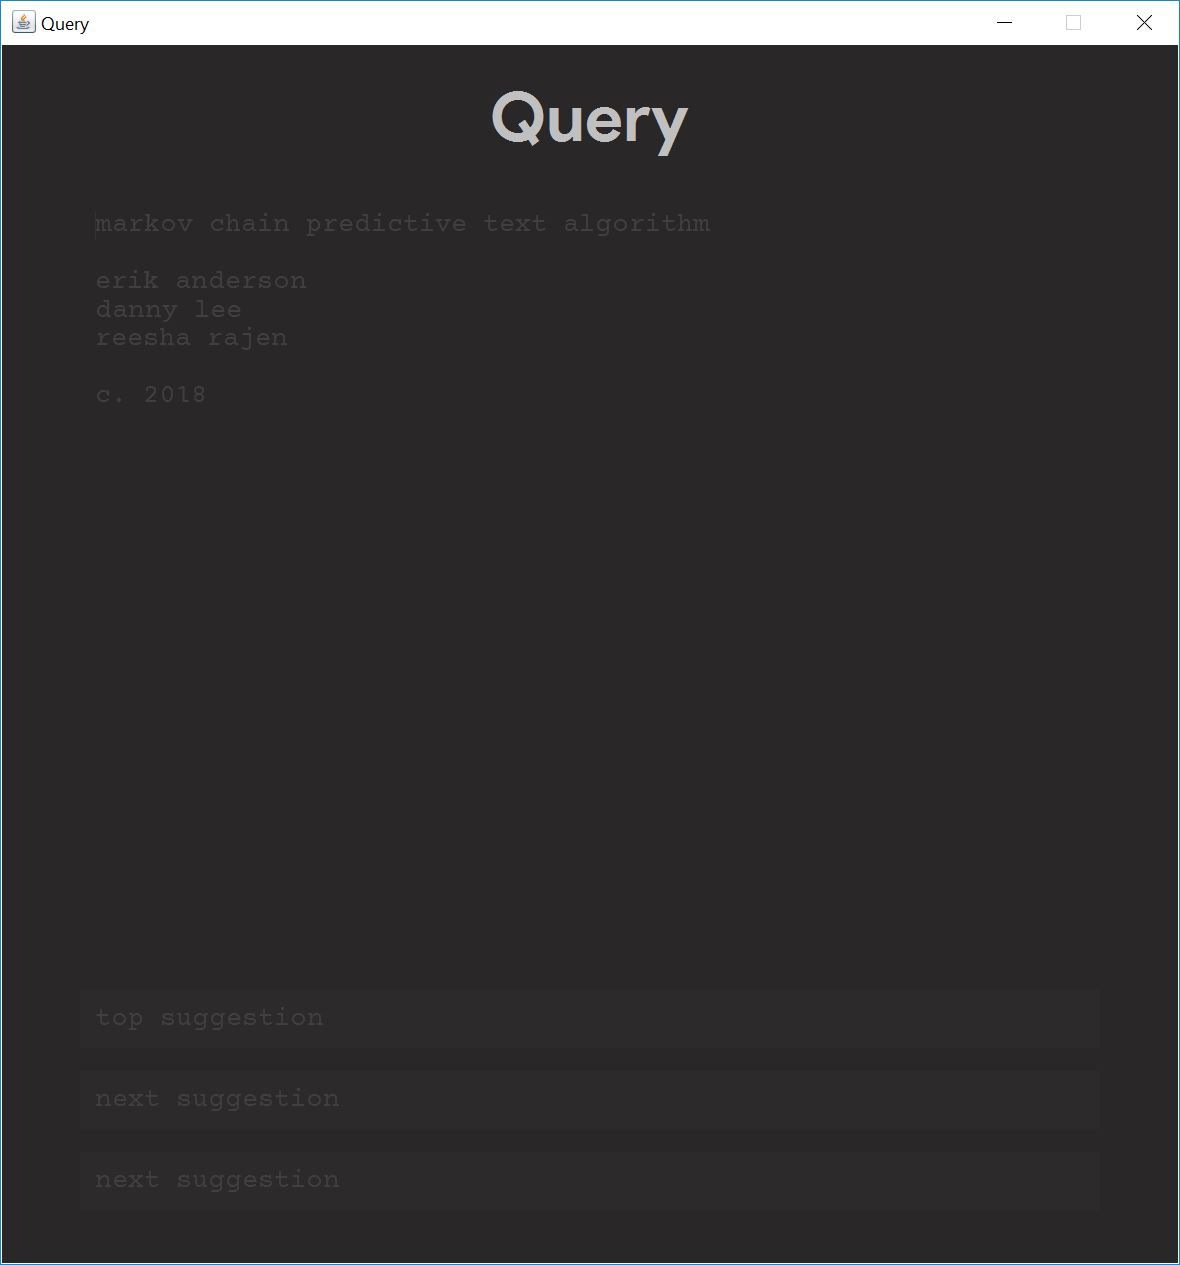 Query
Query
markov chain predictive text algorithm
erik anderson
danny lee
reesha rajen
c. 2018
top suggestion
next suggestion
next suggestion